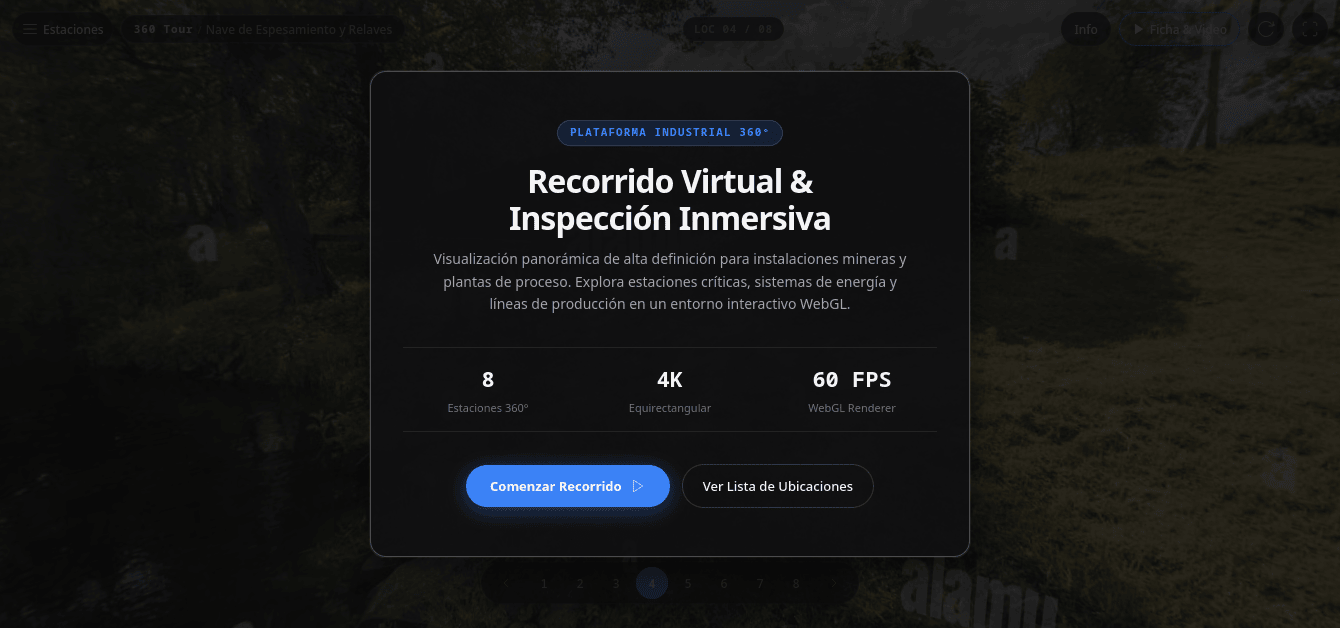 Estaciones
360 Tour / Nave de Espesamiento y Relaves
LOC 04 / 08
Info
Ficha & Video
PLATAFORMA INDUSTRIAL 360°
Recorrido Virtual &
Inspección Inmersiva
Visualización panorámica de alta definición para instalaciones mineras y
plantas de proceso. Explora estaciones críticas, sistemas de energía y
líneas de producción en un entorno interactivo WebGL.
8
Estaciones 360°
4K
Equirectangular
60 FPS
WebGL Renderer
Comenzar Recorrido
Ver Lista de Ubicaciones
1 2 3 4 5 6 7 8
a
a
a
alamy